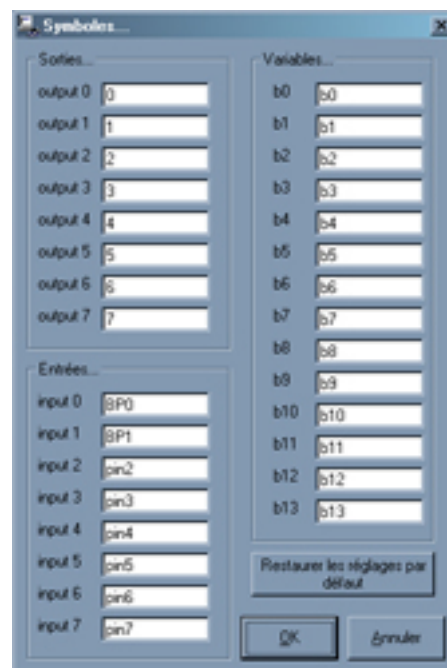 Symboles...
Sorties...
output 0 0
output 1 1
output 2 2
output 3 3
output 4 4
output 5 5
output 6 6
output 7 7
Entrées...
input 0 BP0
input 1 BP1
input 2 pin2
input 3 pin3
input 4 pin4
input 5 pin5
input 6 pin6
input 7 pin7
Variables...
b0 b0
b1 b1
b2 b2
b3 b3
b4 b4
b5 b5
b6 b6
b7 b7
b8 b8
b9 b9
b10 b10
b11 b11
b12 b12
b13 b13
Restaurer les réglages par
défaut
OK Annuler